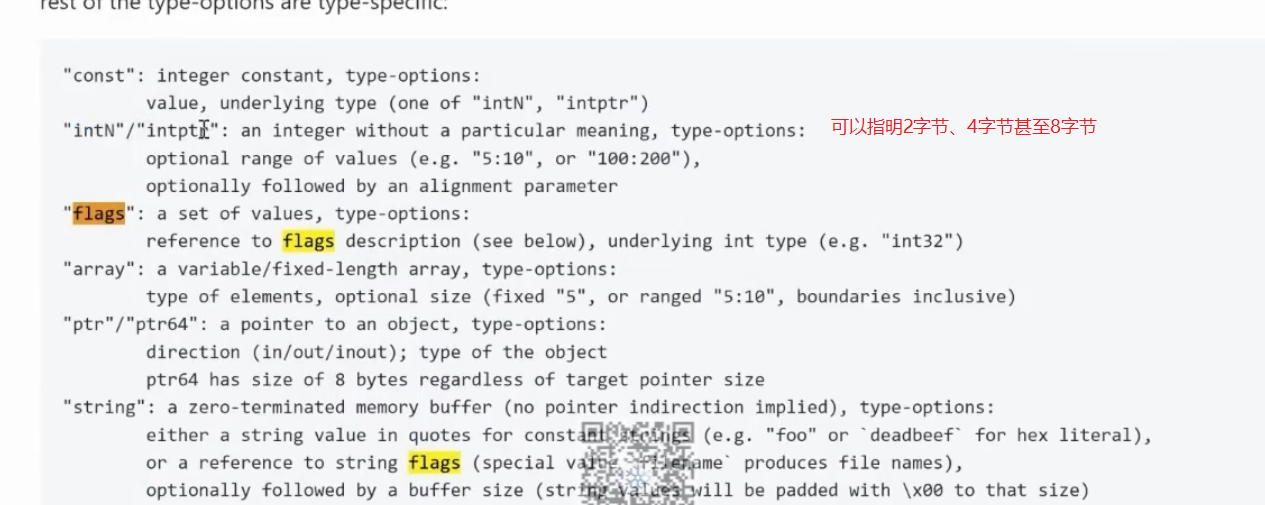 rest of the type-options are type-specific:
"const": integer constant, type-options:
value, underlying type (one of "intN", "intptr")
"intN"/"intptr": an integer without a particular meaning, type-options: 可以指明2字节、4字节甚至8字节
optional range of values (e.g. "5:10", or "100:200"),
optionally followed by an alignment parameter
"flags": a set of values, type-options:
reference to flags description (see below), underlying int type (e.g. "int32")
"array": a variable/fixed-length array, type-options:
type of elements, optional size (fixed "5", or ranged "5:10", boundaries inclusive)
"ptr"/"ptr64": a pointer to an object, type-options:
direction (in/out/inout); type of the object
ptr64 has size of 8 bytes regardless of target pointer size
"string": a zero-terminated memory buffer (no pointer indirection implied), type-options:
either a string value in quotes for constant strings (e.g. "foo" or `deadbeef` for hex literal),
or a reference to string flags (special value `filename` produces file names),
optionally followed by a buffer size (string values will be padded with \x00 to that size)